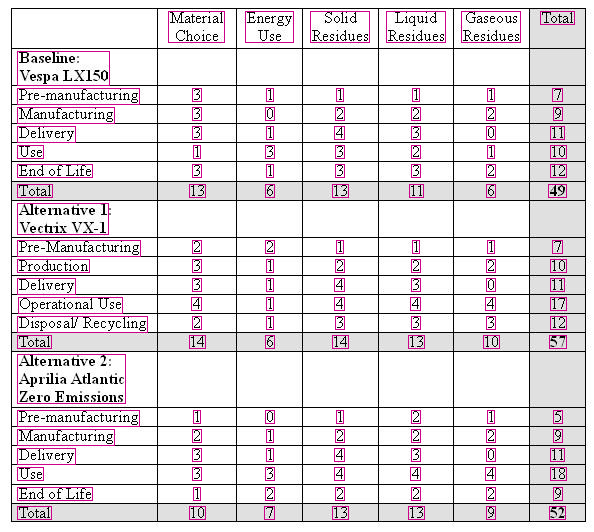 Material Choice Energy Use Solid Residues Liquid Residues Gaseous Residues Total
Baseline:
Vespa LX150
Pre-manufacturing 3 1 1 1 1 7
Manufacturing 3 0 2 2 2 9
Delivery 3 1 4 3 0 11
Use 1 3 3 2 1 10
End of Life 3 1 3 3 2 12
Total 13 6 13 11 6 49
Alternative 1:
Vectrix VX-1
Pre-Manufacturing 2 2 1 1 1 7
Production 3 1 2 2 2 10
Delivery 3 1 4 3 0 11
Operational Use 4 1 4 4 4 17
Disposal/ Recycling 2 1 3 3 3 12
Total 14 6 14 13 10 57
Alternative 2:
Aprilia Atlantic
Zero Emissions
Pre-manufacturing 1 0 1 2 1 5
Manufacturing 2 1 2 2 2 9
Delivery 3 1 4 3 0 11
Use 3 3 4 4 4 18
End of Life 1 2 2 2 2 9
Total 10 7 13 13 9 52